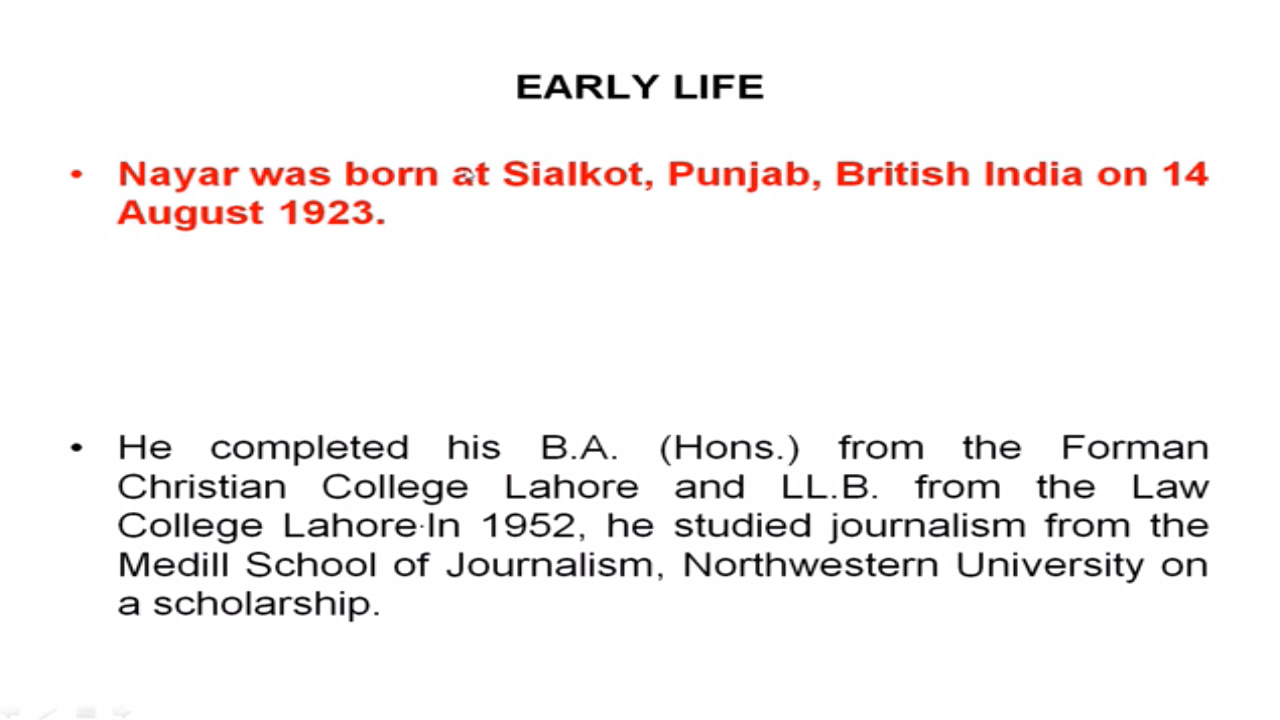 EARLY LIFE
• Nayar was born at Sialkot, Punjab, British India on 14
August 1923.
• He completed his B.A. (Hons.) from the Forman
Christian College Lahore and LL.B. from the Law
College Lahore·In 1952, he studied journalism from the
Medill School of Journalism, Northwestern University on
a scholarship.